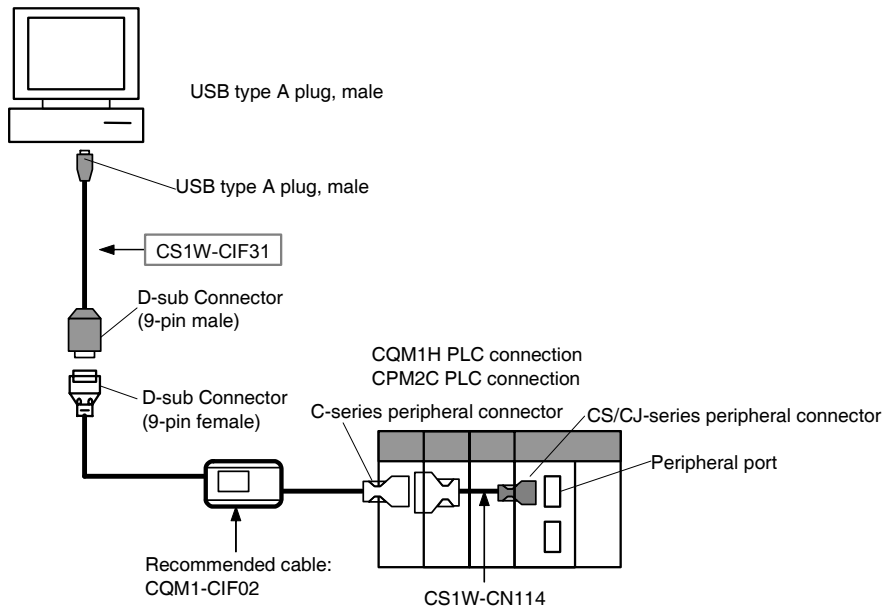 USB type A plug, male
USB type A plug, male
CS1W-CIF31
D-sub Connector
(9-pin male)
CQM1H PLC connection
CPM2C PLC connection
D-sub Connector
(9-pin female)
C-series peripheral connector
CS/CJ-series peripheral connector
Peripheral port
Recommended cable:
CQM1-CIF02
CS1W-CN114